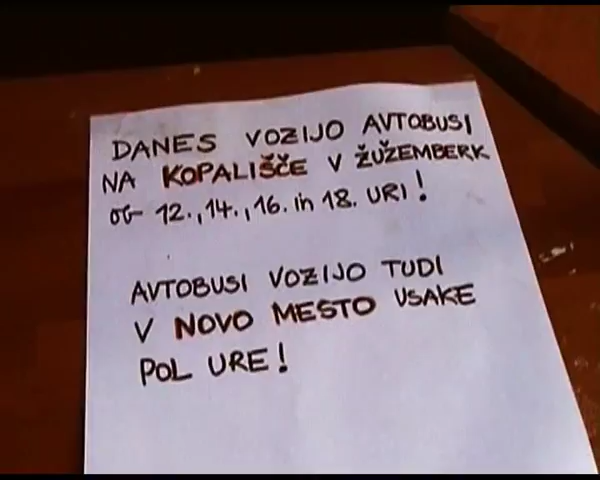 DANES VOZIJO AVTOBUSI
NA KOPALIŠČE V ŽUŽEMBERK
OB 12., 14., 16. in 18. URI!
AVTOBUSI VOZIJO TUDI
V NOVO MESTO VSAKE
POL URE!